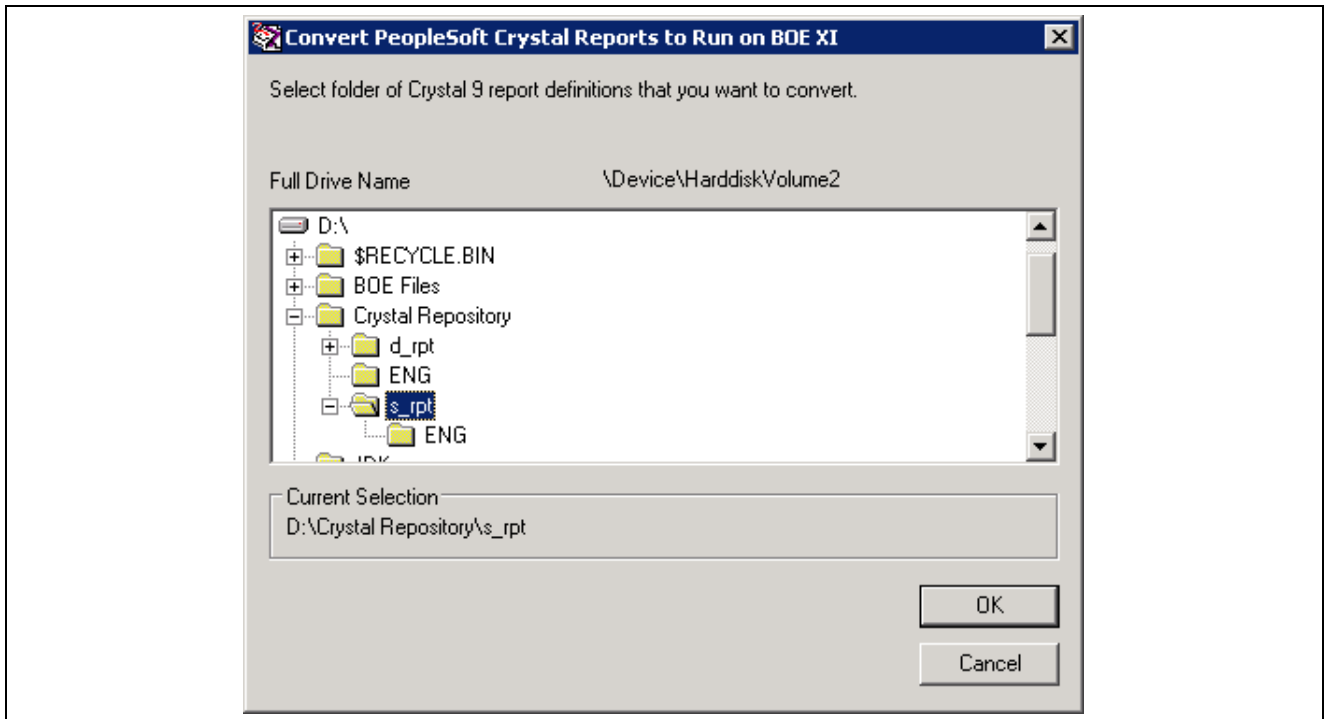 Convert PeopleSoft Crystal Reports to Run on BOE XI
Select folder of Crystal 9 report definitions that you want to convert.
Full Drive Name \Device\HarddiskVolume2
D:\
$RECYCLE.BIN
BOE Files
Crystal Repository
d_rpt
ENG
s_rpt
ENG
Current Selection
D:\Crystal Repository\s_rpt
OK
Cancel